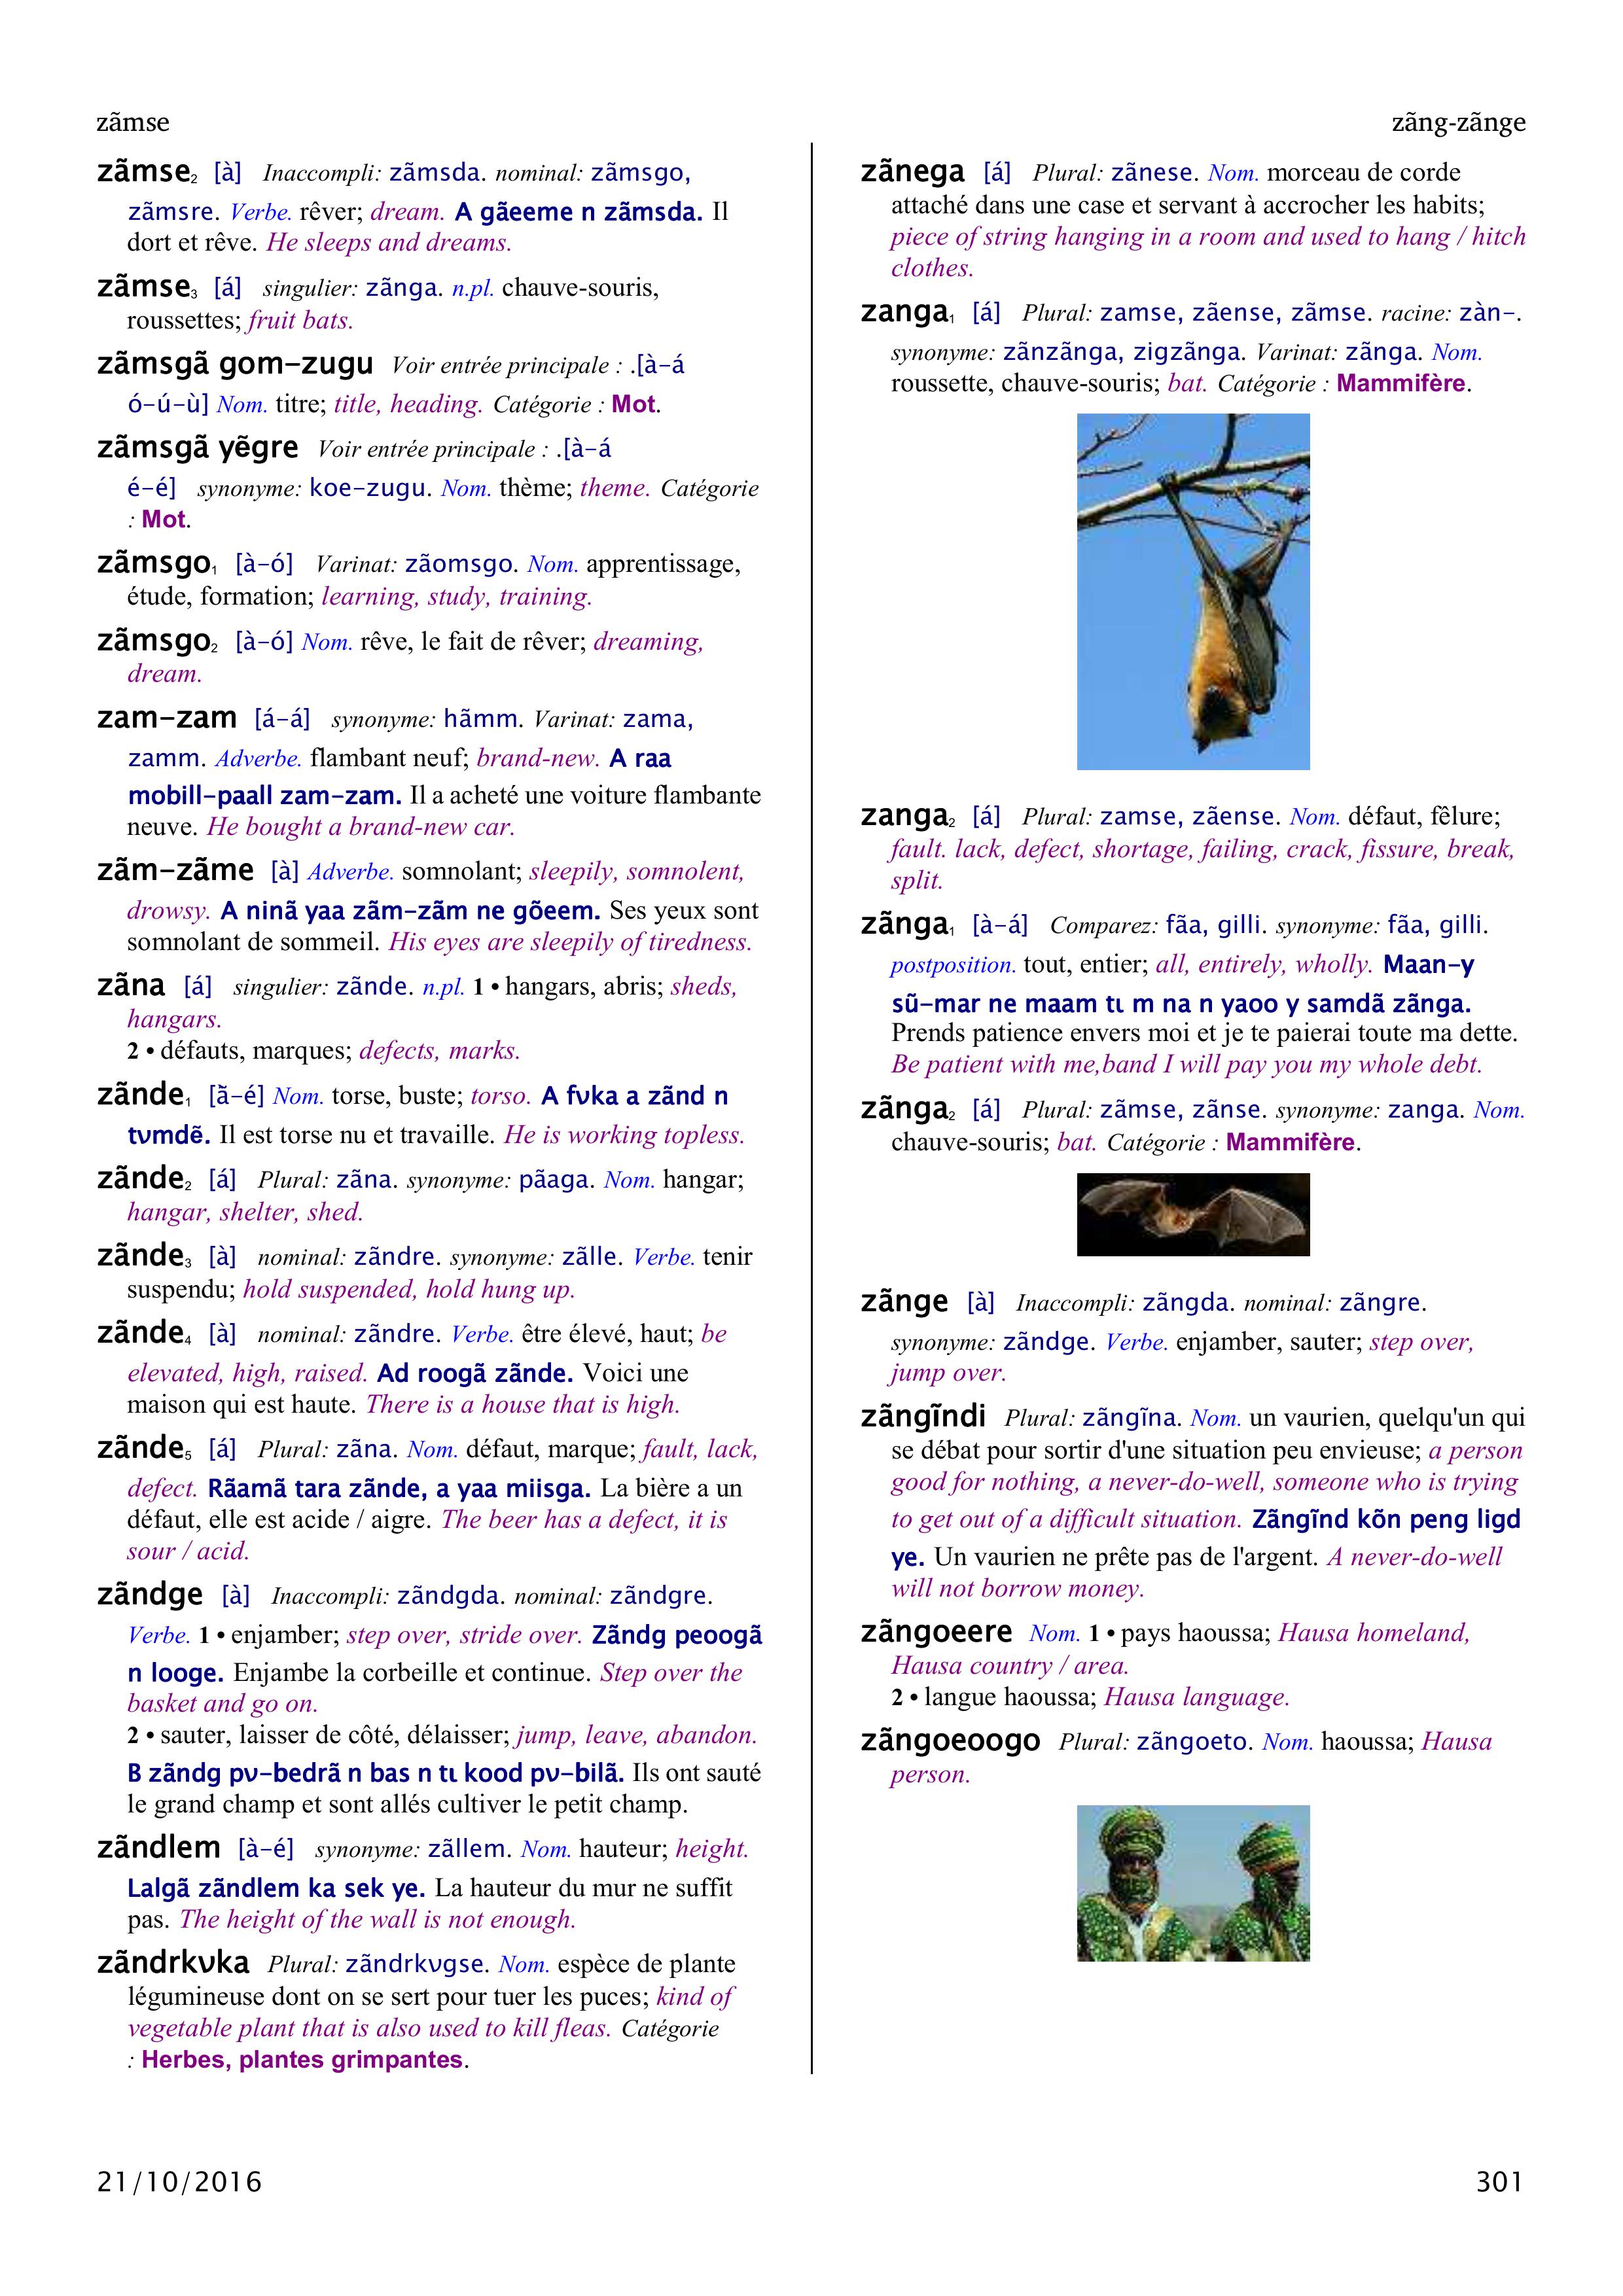 zãmse
zãng-zãnge
zãmse₂ [à] Inaccompli: zãmsda. nominal: zãmsgo,
zãmsre. Verbe. rêver; dream. A gãeeme n zãmsda. Il
dort et rêve. He sleeps and dreams.
zãmse₃ [á] singulier: zãnga. n.pl. chauve-souris,
roussettes; fruit bats.
zãmsgã gom–zugu Voir entrée principale : .[à–á
ó–ú–ù] Nom. titre; title, heading. Catégorie : Mot.
zãmsgã yẽgre Voir entrée principale : .[à–á
é–é] synonyme: koe–zugu. Nom. thème; theme. Catégorie
: Mot.
zãmsgo₁ [à–ó] Varinat: zãomsgo. Nom. apprentissage,
étude, formation; learning, study, training.
zãmsgo₂ [à–ó] Nom. rêve, le fait de rêver; dreaming,
dream.
zam–zam [á–á] synonyme: hãmm. Varinat: zama,
zamm. Adverbe. flambant neuf; brand-new. A raa
mobill–paall zam–zam. Il a acheté une voiture flambante
neuve. He bought a brand-new car.
zãm–zãme [à] Adverbe. somnolant; sleepily, somnolent,
drowsy. A ninã yaa zãm–zãm ne gõeem. Ses yeux sont
somnolant de sommeil. His eyes are sleepily of tiredness.
zãna [á] singulier: zãnde. n.pl. 1 • hangars, abris; sheds,
hangars.
2 • défauts, marques; defects, marks.
zãnde₁ [ã–é] Nom. torse, buste; torso. A fʋka a zãnd n
tʋmdẽ. Il est torse nu et travaille. He is working topless.
zãnde₂ [á] Plural: zãna. synonyme: pãaga. Nom. hangar;
hangar, shelter, shed.
zãnde₃ [à] nominal: zãndre. synonyme: zãlle. Verbe. tenir
suspendu; hold suspended, hold hung up.
zãnde₄ [à] nominal: zãndre. Verbe. être élevé, haut; be
elevated, high, raised. Ad roogã zãnde. Voici une
maison qui est haute. There is a house that is high.
zãnde₅ [á] Plural: zãna. Nom. défaut, marque; fault, lack,
defect. Rãamã tara zãnde, a yaa miisga. La bière a un
défaut, elle est acide / aigre. The beer has a defect, it is
sour / acid.
zãndge [à] Inaccompli: zãndgda. nominal: zãndgre.
Verbe. 1 • enjamber; step over, stride over. Zãndg peoogã
n looge. Enjambe la corbeille et continue. Step over the
basket and go on.
2 • sauter, laisser de côté, délaisser; jump, leave, abandon.
B zãndg pʋ–bedrã n bas n tɩ kood pʋ–bilã. Ils ont sauté
le grand champ et sont allés cultiver le petit champ.
zãndlem [à–é] synonyme: zãllem. Nom. hauteur; height.
Lalgã zãndlem ka sek ye. La hauteur du mur ne suffit
pas. The height of the wall is not enough.
zãndrkʋka Plural: zãndrkʋgse. Nom. espèce de plante
légumineuse dont on se sert pour tuer les puces; kind of
vegetable plant that is also used to kill fleas. Catégorie
: Herbes, plantes grimpantes.
zãnega [á] Plural: zãnese. Nom. morceau de corde
attaché dans une case et servant à accrocher les habits;
piece of string hanging in a room and used to hang / hitch
clothes.
zanga₁ [á] Plural: zamse, zãense, zãmse. racine: zàn–.
synonyme: zãnzãnga, zigzãnga. Varinat: zãnga. Nom.
roussette, chauve-souris; bat. Catégorie : Mammifère.
zanga₂ [á] Plural: zamse, zãense. Nom. défaut, fêlure;
fault. lack, defect, shortage, failing, crack, fissure, break,
split.
zãnga₁ [à–á] Comparez: fãa, gilli. synonyme: fãa, gilli.
postposition. tout, entier; all, entirely, wholly. Maan–y
sũ–mar ne maam tɩ m na n yaoo y samdã zãnga.
Prends patience envers moi et je te paierai toute ma dette.
Be patient with me,band I will pay you my whole debt.
zãnga₂ [á] Plural: zãmse, zãnse. synonyme: zanga. Nom.
chauve-souris; bat. Catégorie : Mammifère.
zãnge [à] Inaccompli: zãngda. nominal: zãngre.
synonyme: zãndge. Verbe. enjamber, sauter; step over,
jump over.
zãngĩndi Plural: zãngĩna. Nom. un vaurien, quelqu'un qui
se débat pour sortir d'une situation peu envieuse; a person
good for nothing, a never-do-well, someone who is trying
to get out of a difficult situation. Zãngĩnd kõn peng ligd
ye. Un vaurien ne prête pas de l'argent. A never-do-well
will not borrow money.
zãngoeere Nom. 1 • pays haoussa; Hausa homeland,
Hausa country / area.
2 • langue haoussa; Hausa language.
zãngoeoogo Plural: zãngoeto. Nom. haoussa; Hausa
person.
21/10/2016
301